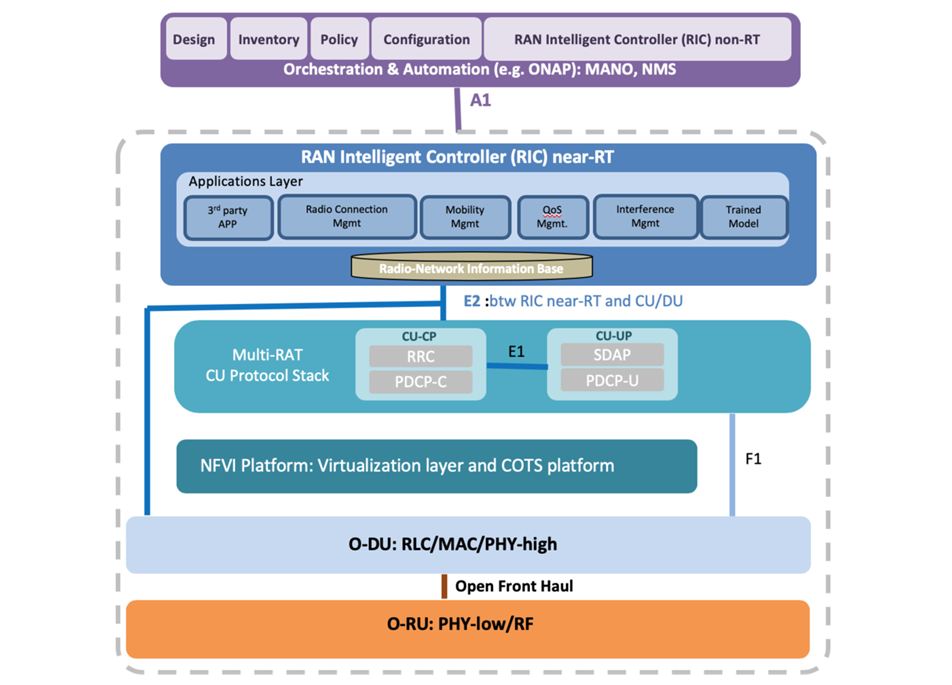 Design
Inventory
Policy
Configuration
RAN Intelligent Controller (RIC) non-RT
Orchestration & Automation (e.g. ONAP): MANO, NMS
A1
RAN Intelligent Controller (RIC) near-RT
Applications Layer
3rd party
APP
Radio Connection
Mgmt
Mobility
Mgmt
QoS
Mgmt.
Interference
Mgmt
Trained
Model
Radio-Network Information Base
E2 :btw RIC near-RT and CU/DU
Multi-RAT
CU Protocol Stack
CU-CP
RRC
PDCP-C
E1
CU-UP
SDAP
PDCP-U
NFVI Platform: Virtualization layer and COTS platform
F1
O-DU: RLC/MAC/PHY-high
Open Front Haul
O-RU: PHY-low/RF